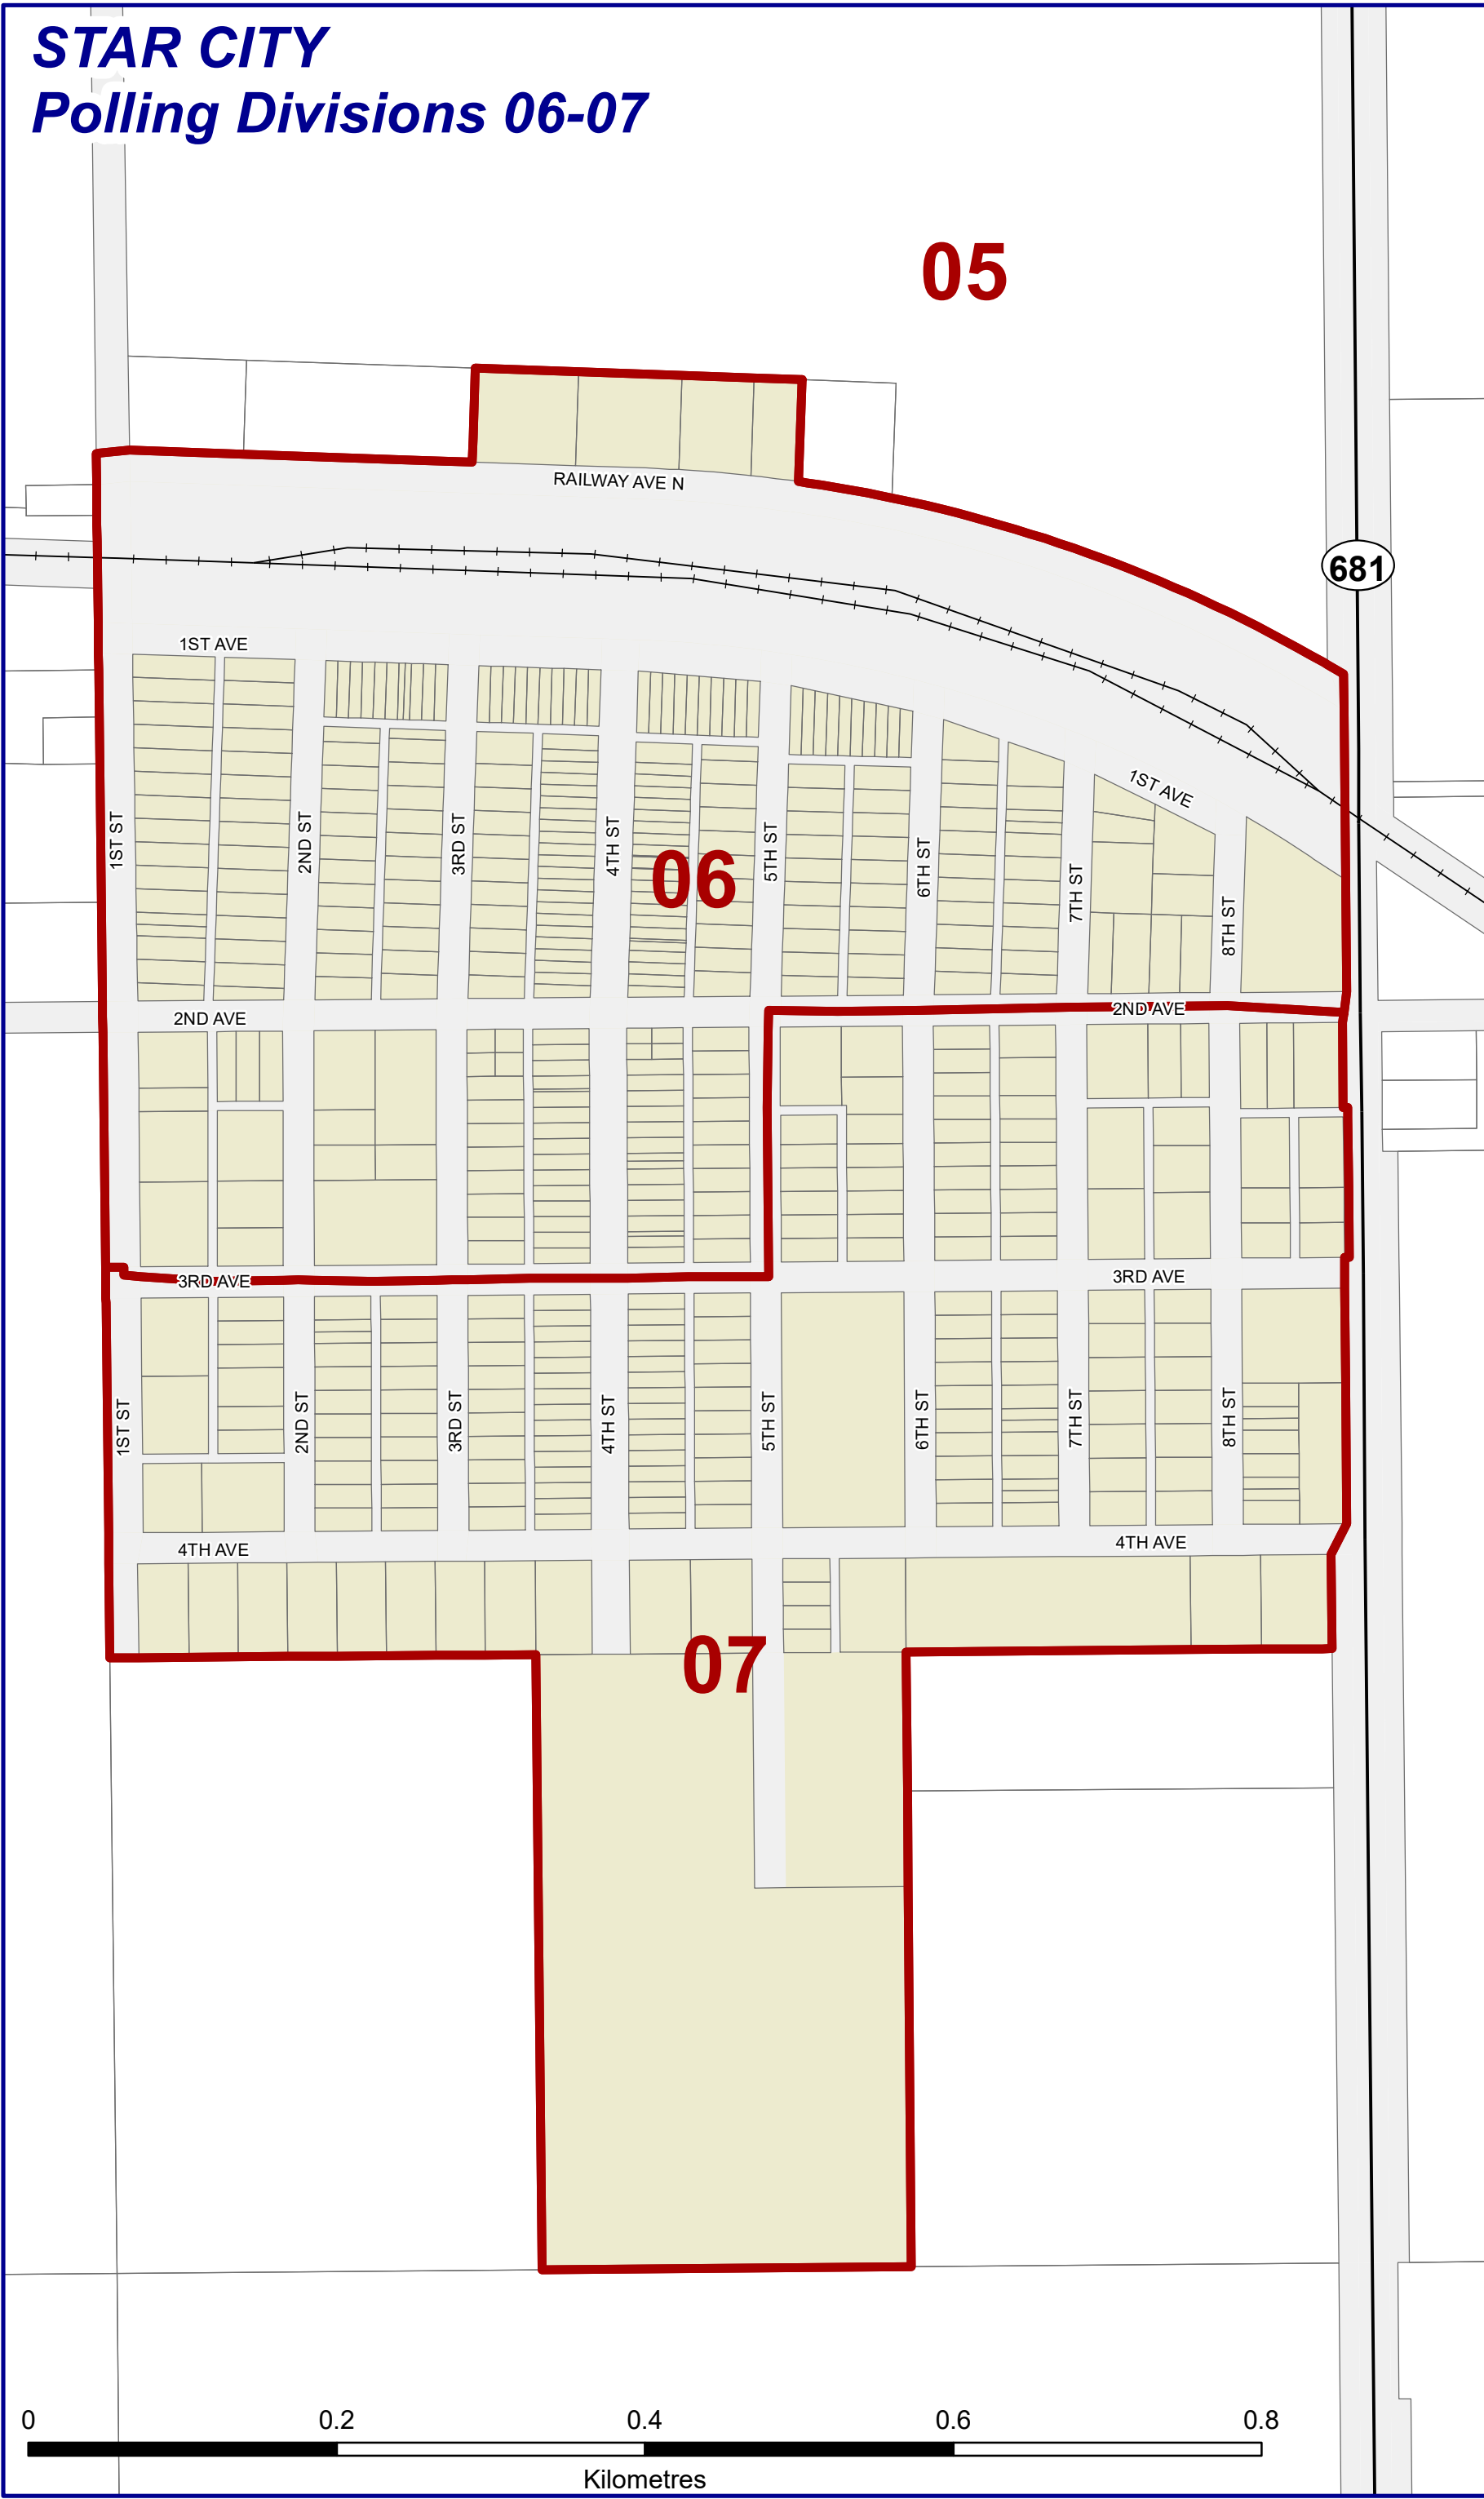 STAR CITY
Polling Divisions 06-07
05
RAILWAY AVE N
681
1ST AVE
1ST AVE
1ST ST
2ND ST
3RD ST
4TH ST
06
5TH ST
6TH ST
7TH ST
8TH ST
2ND AVE
2ND AVE
3RD AVE
3RD AVE
1ST ST
2ND ST
3RD ST
4TH ST
5TH ST
6TH ST
7TH ST
8TH ST
4TH AVE
4TH AVE
07
0 0.2 0.4 0.6 0.8
Kilometres